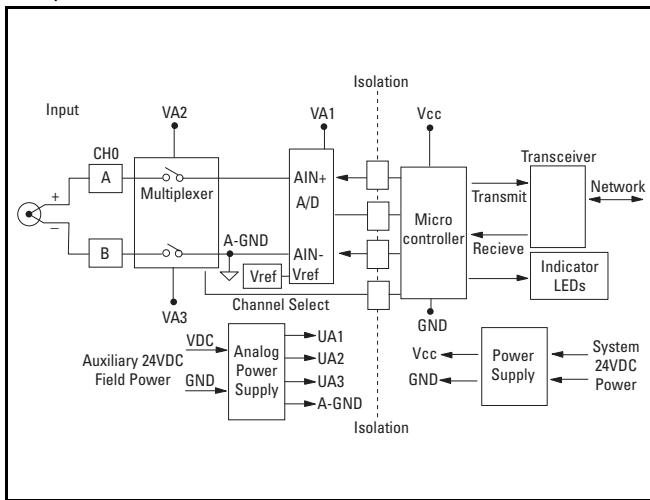 Isolation
Input
VA2
VA1
Vcc
CH0
Transceiver
A
Multiplexer
AIN+
A/D
Network
Transmit
Micro
controller
+
−
A-GND
Recieve
B
AIN-
Vref
Vref
Indicator
LEDs
Channel Select
VA3
GND
VDC
Auxiliary 24VDC
Field Power
GND
Analog
Power
Supply
UA1
UA2
UA3
A-GND
Vcc
GND
Power
Supply
System
24VDC
Power
Isolation